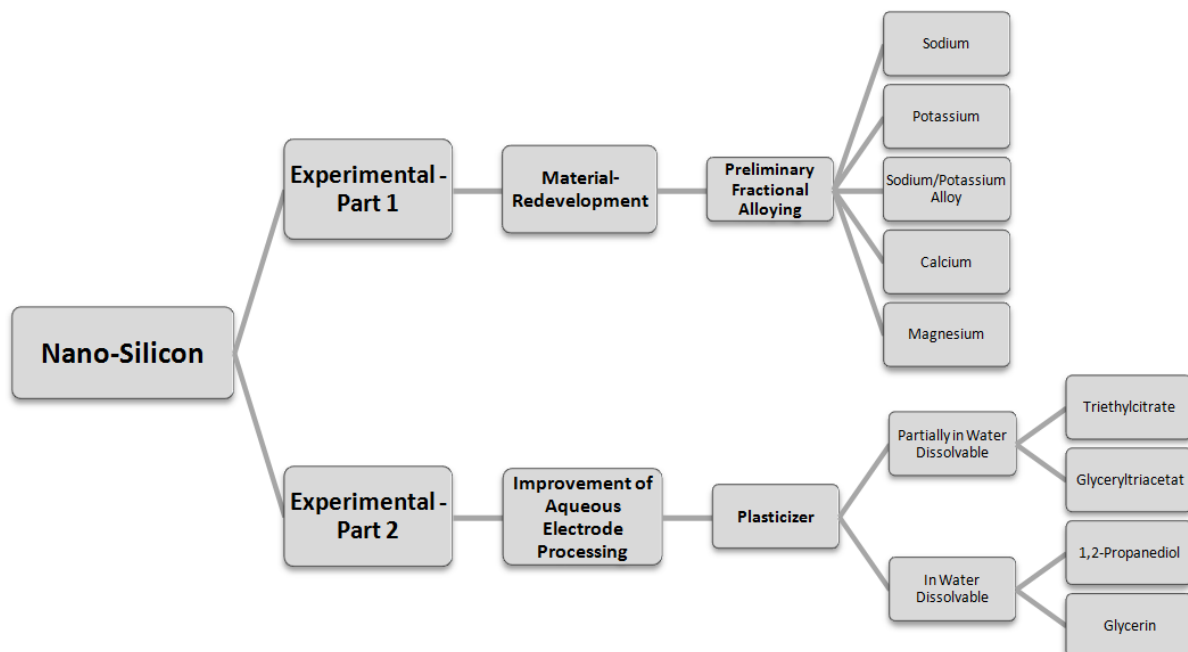 Nano-Silicon
Experimental -
Part 1
Material-
Redevelopment
Preliminary
Fractional
Alloying
Sodium
Potassium
Sodium/Potassium
Alloy
Calcium
Magnesium
Experimental -
Part 2
Improvement of
Aqueous
Electrode
Processing
Plasticizer
Partially in Water
Dissolvable
Triethylcitrate
Glyceryltriacetat
In Water
Dissolvable
1,2-Propanediol
Glycerin